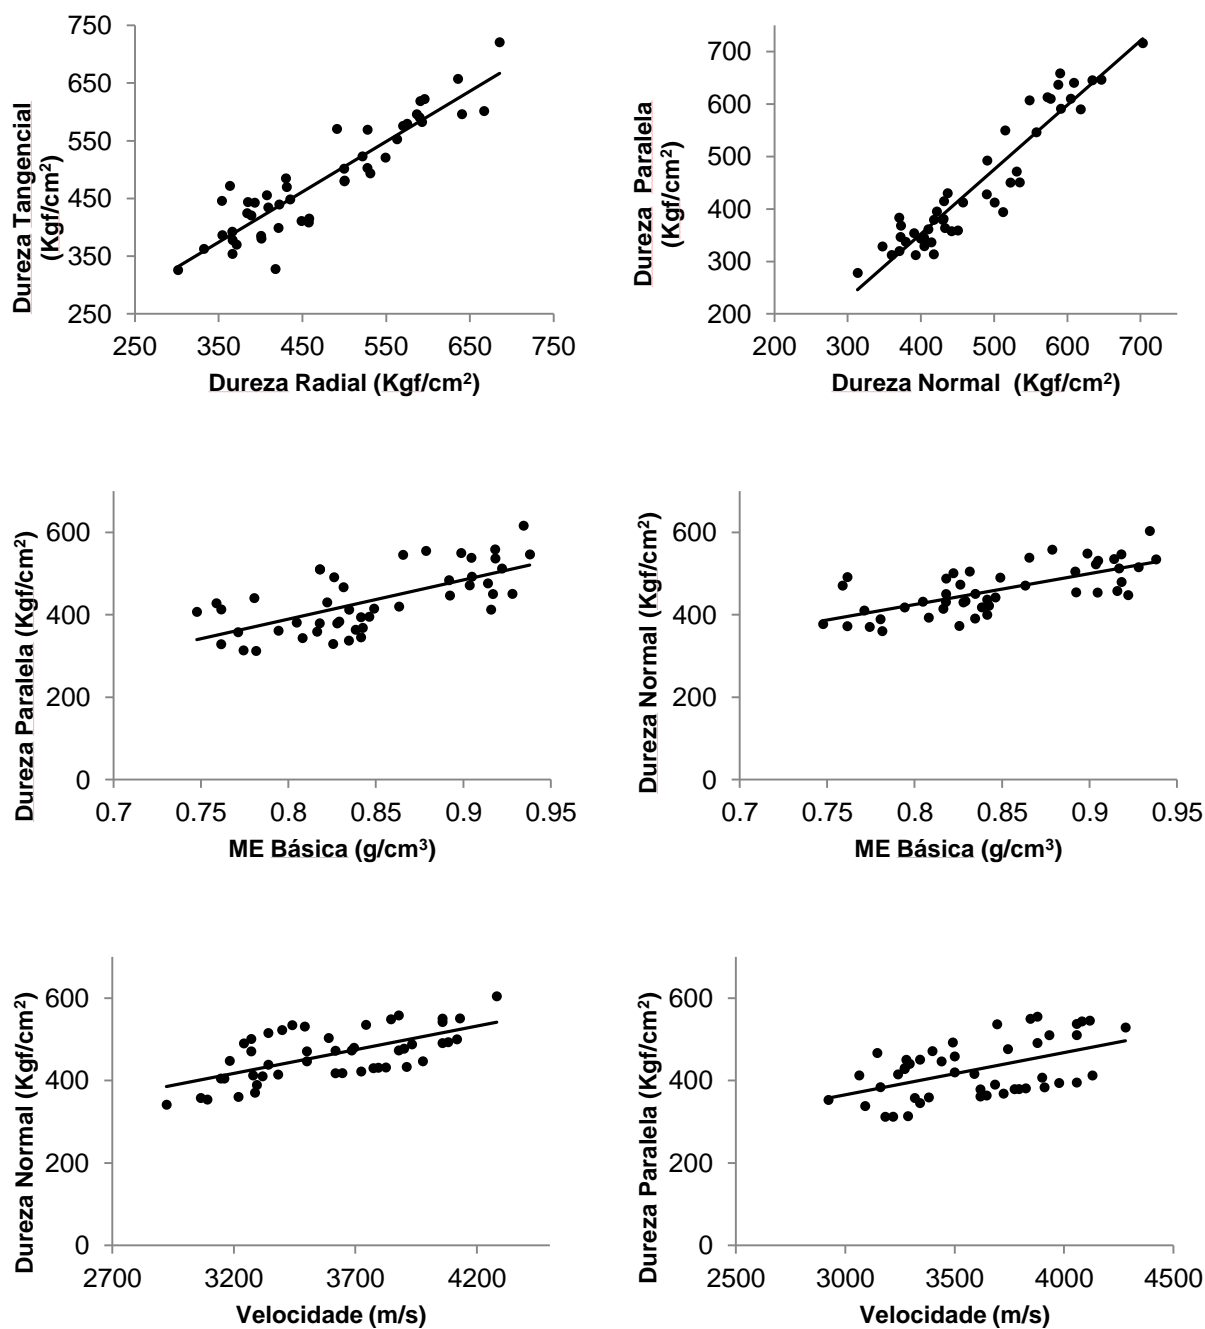 750
650
550
450
350
250
250 350 450 550 650 750
Dureza Tangencial
(Kgf/cm²)
Dureza Radial (Kgf/cm²)
700
600
500
400
300
200
200 300 400 500 600 700
Dureza Paralela
(Kgf/cm²)
Dureza Normal (Kgf/cm²)
600
400
200
0
0.7 0.75 0.8 0.85 0.9 0.95
Dureza Paralela (Kgf/cm²)
ME Básica (g/cm³)
600
400
200
0
0.7 0.75 0.8 0.85 0.9 0.95
Dureza Normal (Kgf/cm²)
ME Básica (g/cm³)
600
400
200
0
2700 3200 3700 4200
Dureza Normal (Kgf/cm²)
Velocidade (m/s)
600
400
200
0
2500 3000 3500 4000 4500
Dureza Paralela (Kgf/cm²)
Velocidade (m/s)